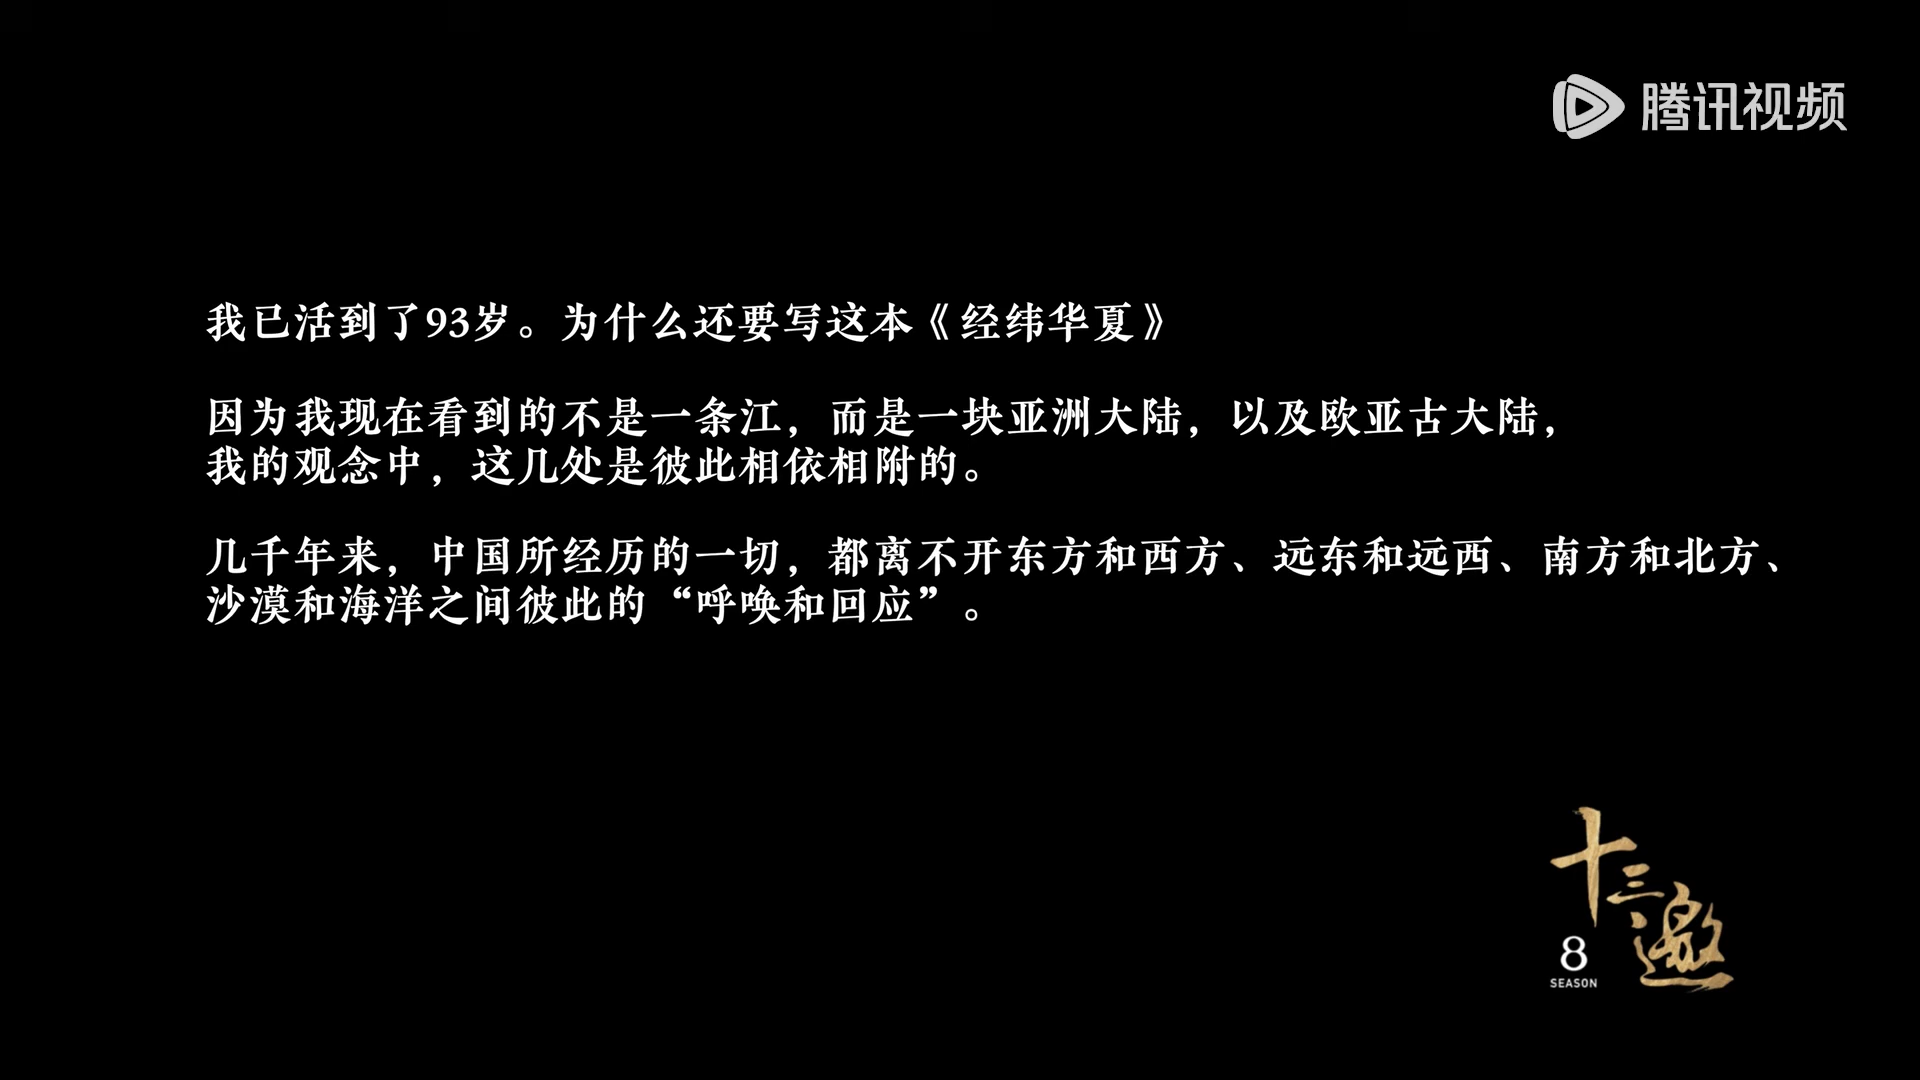 腾讯视频
我已活到了93岁。为什么还要写这本《经纬华夏》
因为我现在看到的不是一条江，而是一块亚洲大陆，以及欧亚古大陆，
我的观念中，这几处是彼此相依相附的。
几千年来，中国所经历的一切，都离不开东方和西方、远东和远西、南方和北方、
沙漠和海洋之间彼此的“呼唤和回应”。
十三邀
8
SEASON